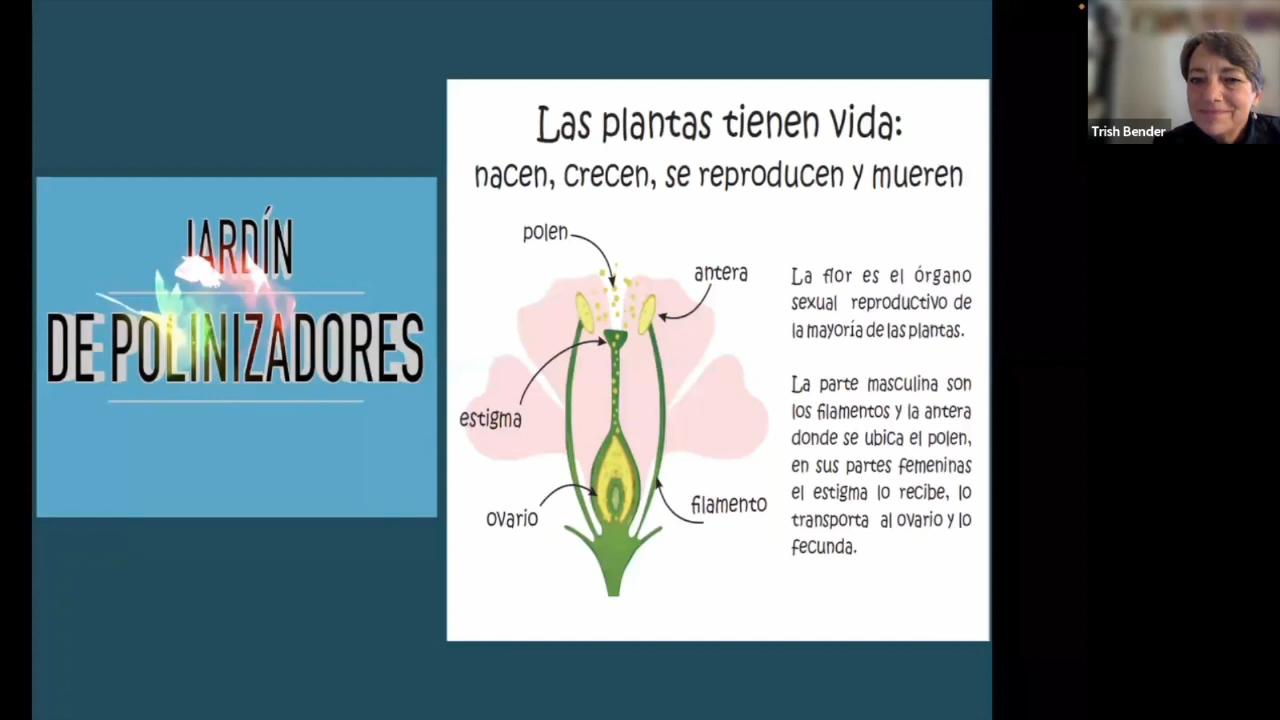 JARDÍN
DE POLINIZADORES
Las plantas tienen vida:
nacen, crecen, se reproducen y mueren
polen
antera
estigma
ovario
filamento
La flor es el órgano
sexual reproductivo de
la mayoría de las plantas.
La parte masculina son
los filamentos y la antera
donde se ubica el polen,
en sus partes femeninas
el estigma lo recibe, lo
transporta al ovario y lo
fecunda.
Trish Bender